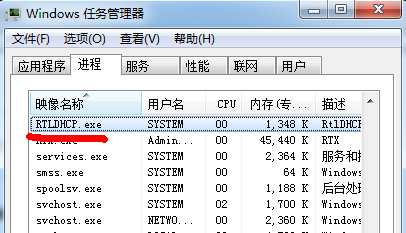 Windows 任务管理器
文件(F) 选项(O) 查看(V) 帮助(H)
应用程序 进程 服务 性能 联网 用户
映像名称 用户名 CPU 内存(专... 描述
RTLDHCP.exe SYSTEM 00 1,348 K RtlDHCP
Admin... 00 45,440 K RTX
services.exe SYSTEM 00 2,364 K 服务和控
smss.exe SYSTEM 00 64 K Windows
spoolsv.exe SYSTEM 00 1,188 K 后台处理
svchost.exe SYSTEM 02 1,700 K Windows
svchost.exe NETWO... 00 2,360 K Windows